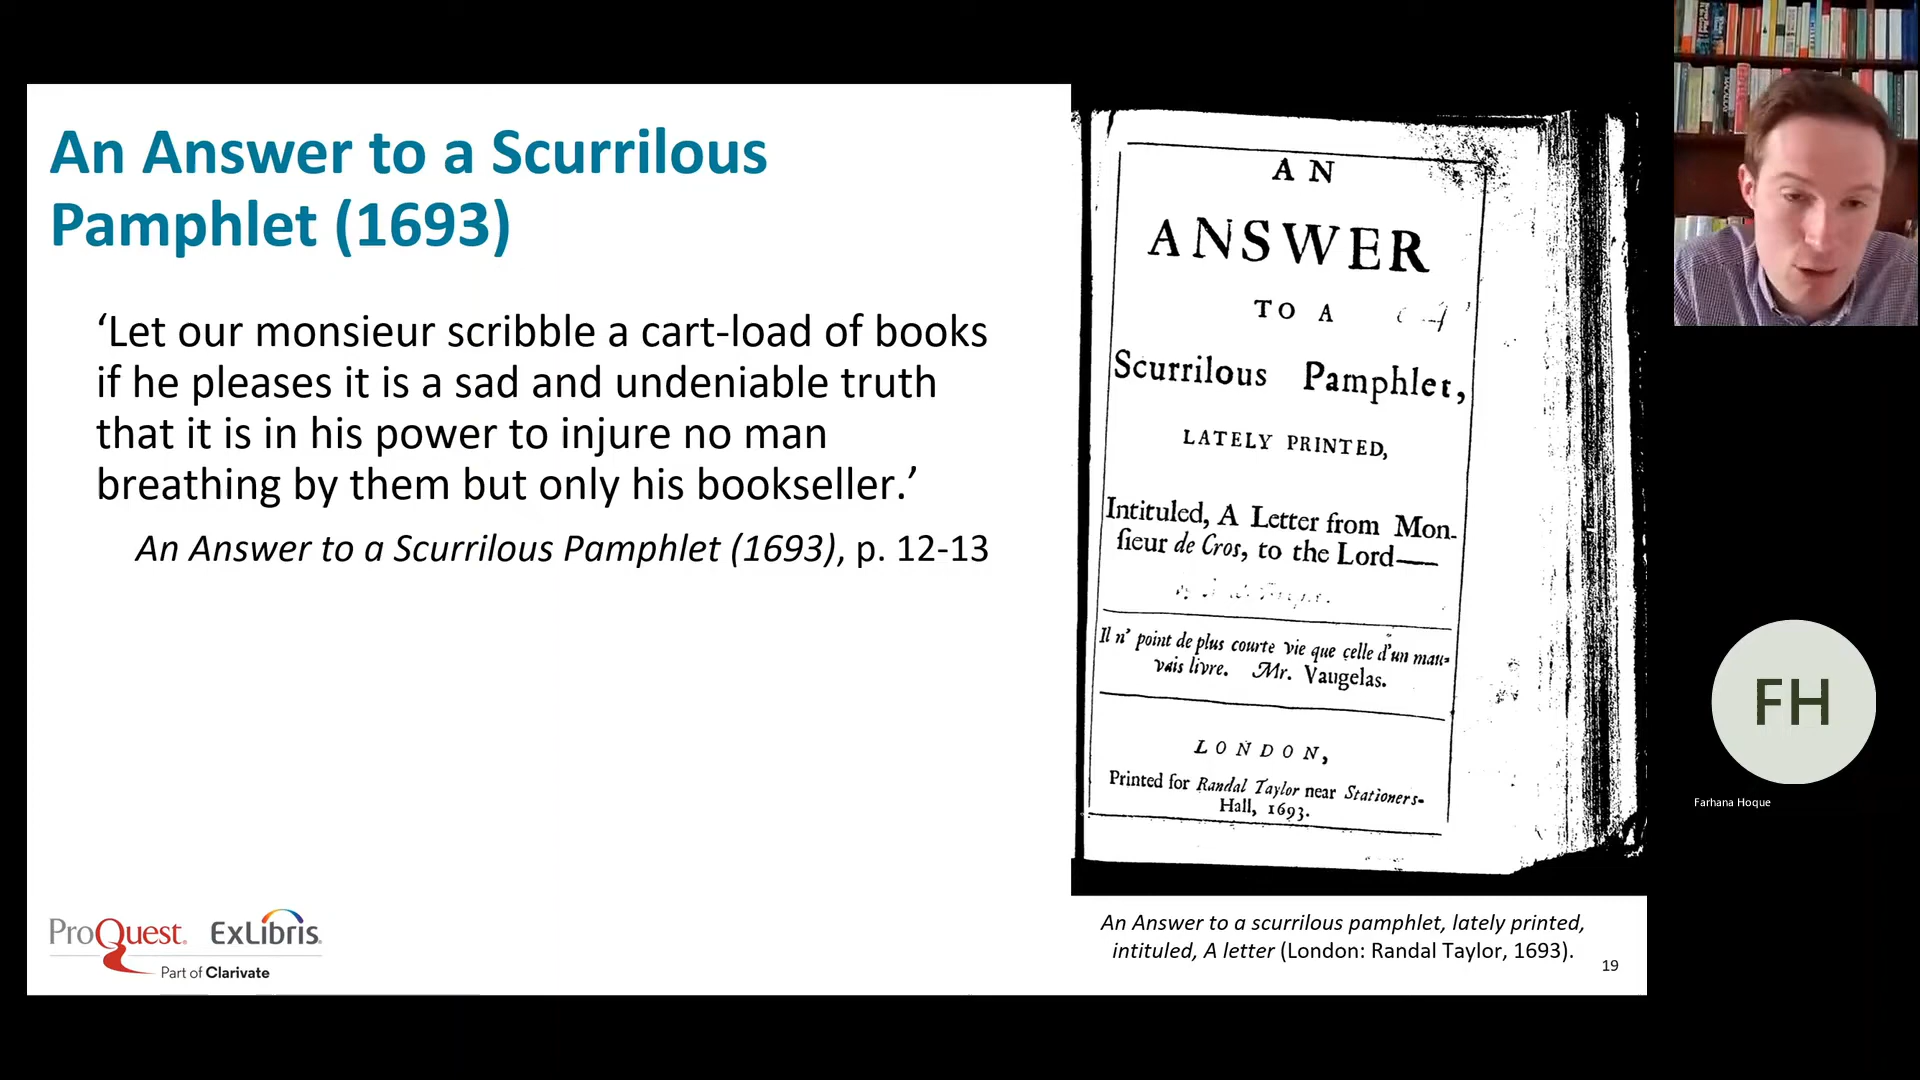 An Answer to a Scurrilous
Pamphlet (1693)
‘Let our monsieur scribble a cart-load of books
if he pleases it is a sad and undeniable truth
that it is in his power to injure no man
breathing by them but only his bookseller.’
An Answer to a Scurrilous Pamphlet (1693), p. 12-13
ProQuest
ExLibris
Part of Clarivate
AN
ANSWER
TO A
Scurrilous Pamphlet,
LATELY PRINTED,
Intituled, A Letter from Mon-
ſieur de Cros, to the Lord——
Il n’ point de plus courte vie que celle d’un mau-
vais livre. Mr. Vaugelas.
LONDON,
Printed for Randal Taylor near Stationers-
Hall, 1693.
An Answer to a scurrilous pamphlet, lately printed,
intituled, A letter (London: Randal Taylor, 1693).
19
FH
Farhana Hoque